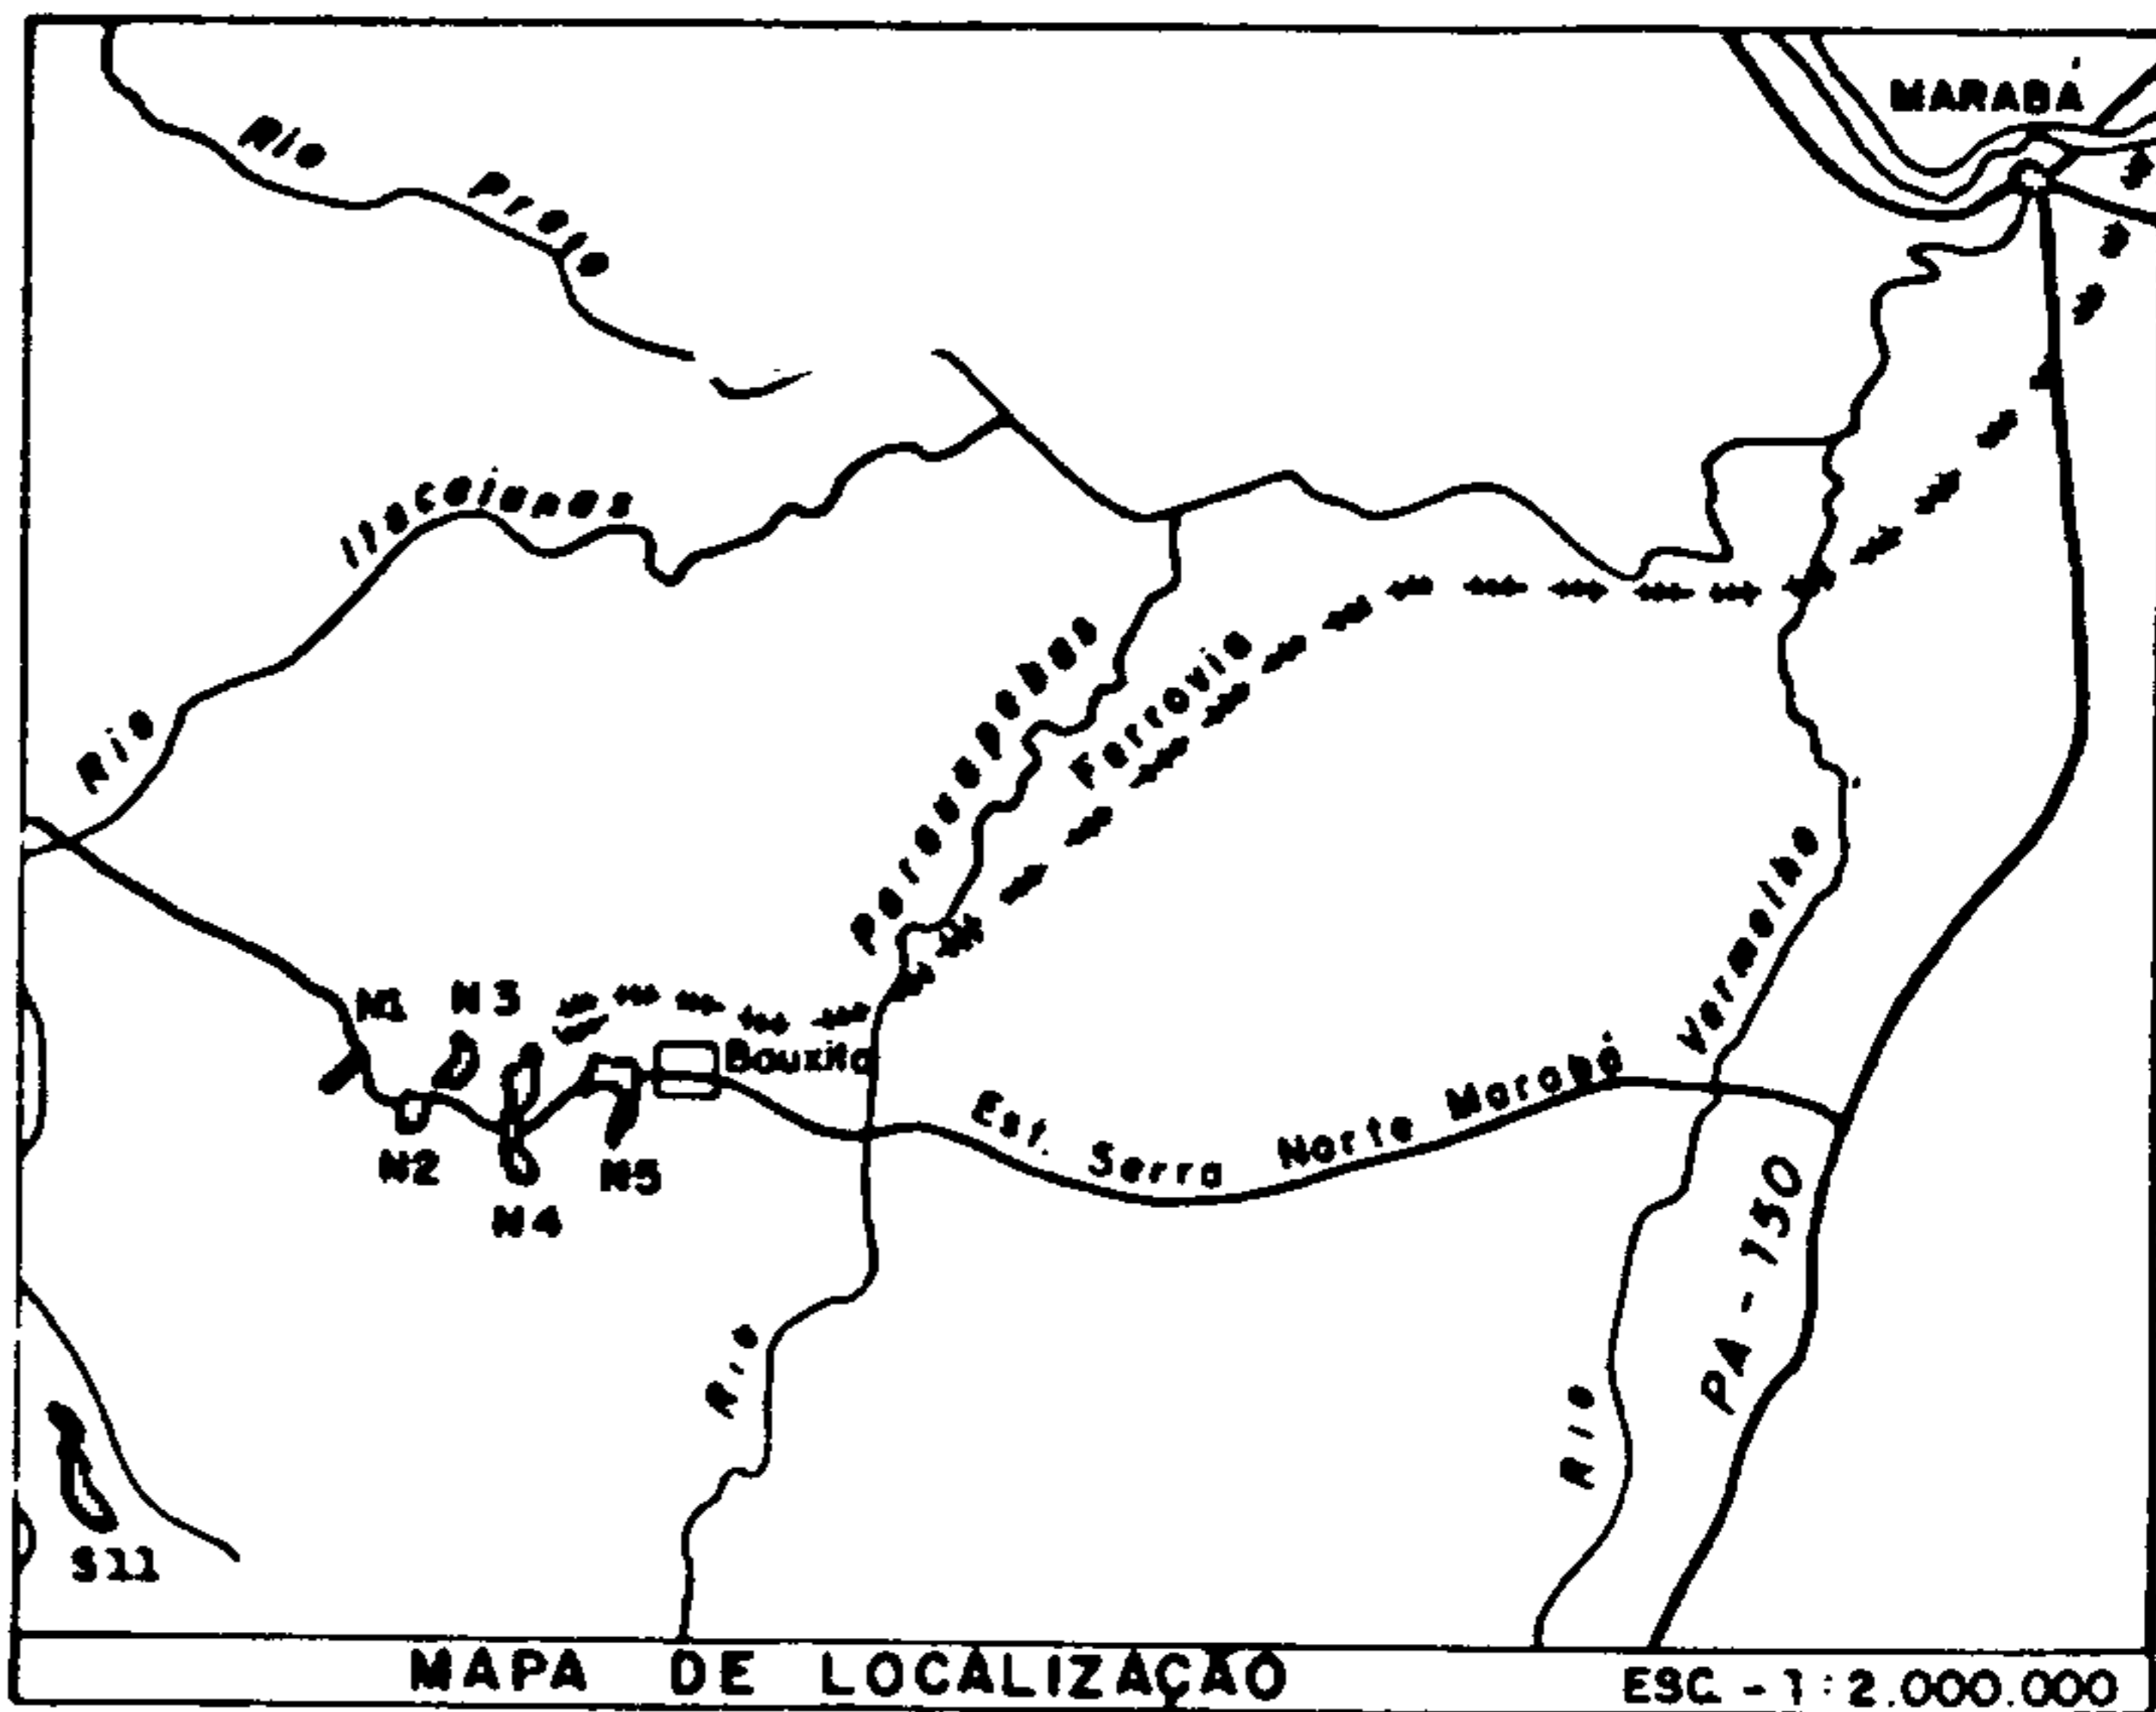 MARABÁ
Rio Preto
Rio Itacaiunas
Rio Parauapebas
Ferrovia
Rio Vermelho
N1
N3
Bauxita
N2
N5
N4
Est. Serra Norte Marabá
PA - 150
S11
MAPA DE LOCALIZAÇÃO
ESC - 1:2.000.000